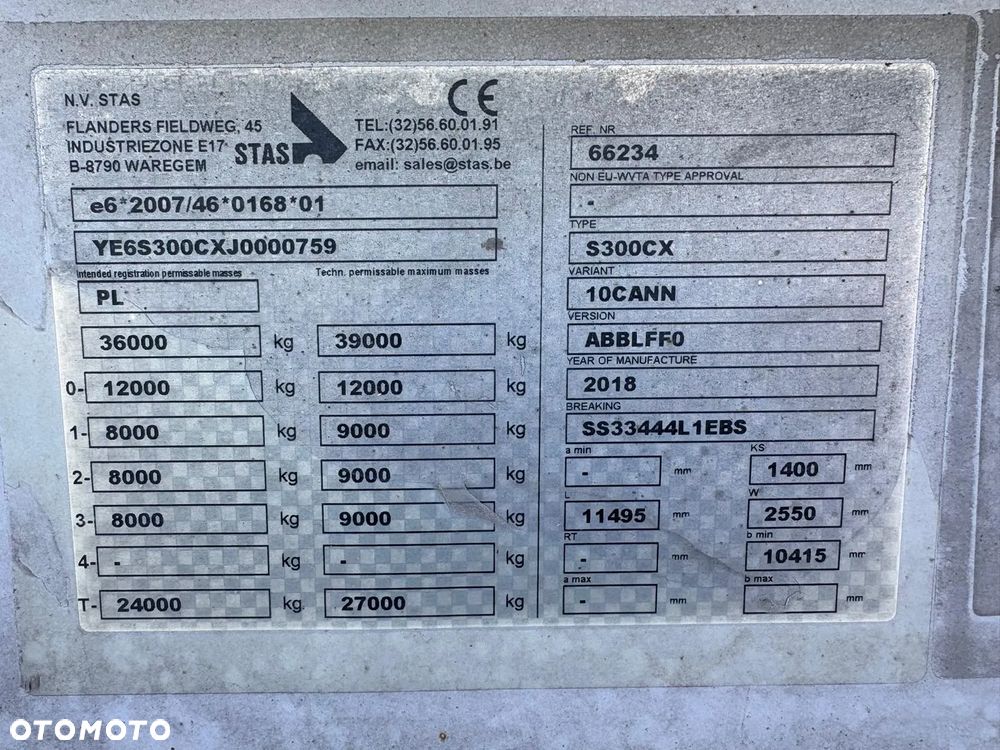 N.V. STAS
FLANDERS FIELDWEG, 45
INDUSTRIEZONE E17
B-8790 WAREGEM
STAS
CE
TEL:(32)56.60.01.91
FAX:(32)56.60.01.95
email: sales@stas.be
e6*2007/46*0168*01
YE6S300CXJ0000759
Intended registration permissable masses
Techn. permissable maximum masses
PL
36000 kg 39000 kg
0- 12000 kg 12000 kg
1- 8000 kg 9000 kg
2- 8000 kg 9000 kg
3- 8000 kg 9000 kg
4- - kg - kg
T- 24000 kg. 27000 kg
REF. NR
66234
NON EU-WVTA TYPE APPROVAL
-
TYPE
S300CX
VARIANT
10CANN
VERSION
ABBLFF0
YEAR OF MANUFACTURE
2018
BREAKING
SS33444L1EBS
a min KS
- mm 1400 mm
L W
11495 mm 2550 mm
RT b min
- mm 10415 mm
a max b max
- mm mm
OTOMOTO